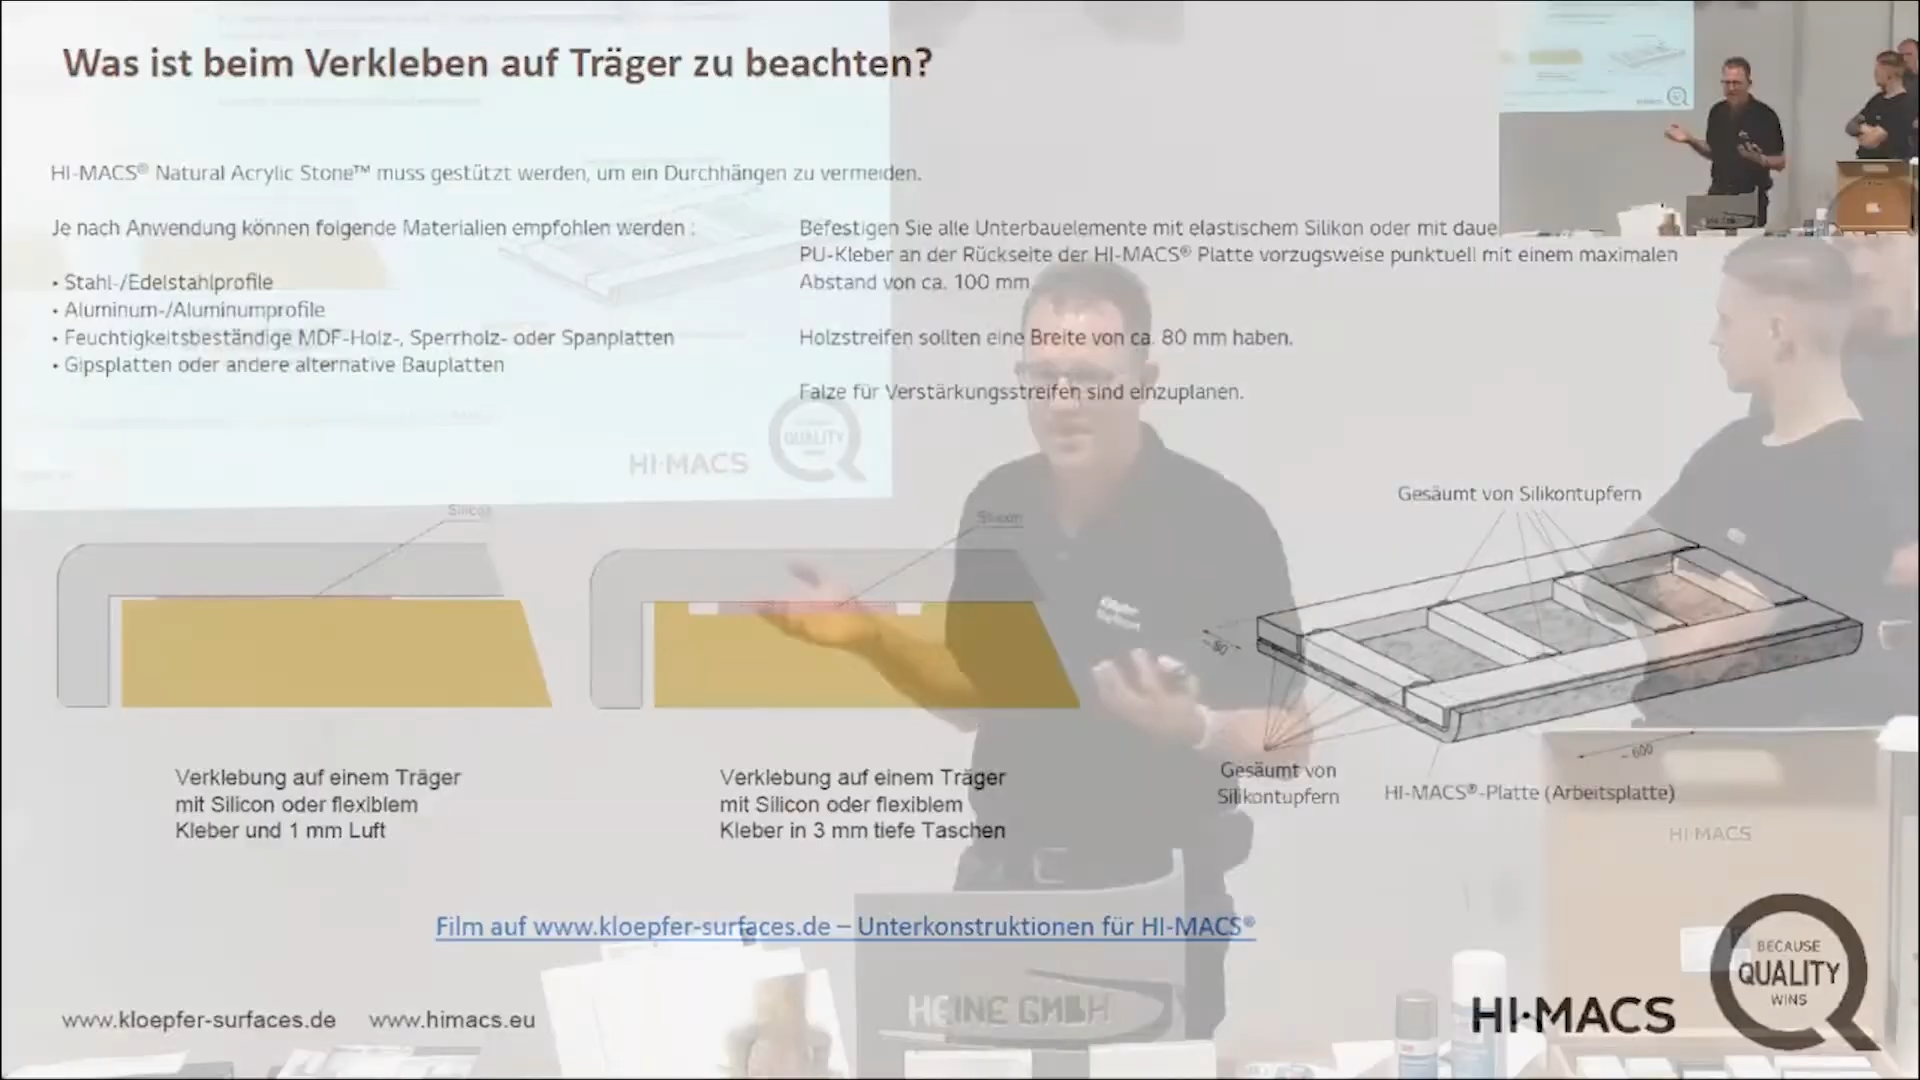 Was ist beim Verkleben auf Träger zu beachten?
HI-MACS® Natural Acrylic Stone™ muss gestützt werden, um ein Durchhängen zu vermeiden.
Je nach Anwendung können folgende Materialien empfohlen werden :
• Stahl-/Edelstahlprofile
• Aluminum-/Aluminumprofile
• Feuchtigkeitsbeständige MDF-Holz-, Sperrholz- oder Spanplatten
• Gipsplatten oder andere alternative Bauplatten
Befestigen Sie alle Unterbauelemente mit elastischem Silikon oder mit daue
PU-Kleber an der Rückseite der HI-MACS® Platte vorzugsweise punktuell mit einem maximalen
Abstand von ca. 100 mm
Holzstreifen sollten eine Breite von ca. 80 mm haben.
Falze für Verstärkungsstreifen sind einzuplanen.
QUALITY
HI·MACS
Silicon
Silicon
Gesäumt von Silikontupfern
~80
~600
Gesäumt von
Silikontupfern
HI-MACS®-Platte (Arbeitsplatte)
HI·MACS
Verklebung auf einem Träger
mit Silicon oder flexiblem
Kleber und 1 mm Luft
Verklebung auf einem Träger
mit Silicon oder flexiblem
Kleber in 3 mm tiefe Taschen
Film auf www.kloepfer-surfaces.de – Unterkonstruktionen für HI-MACS®
HEINE GMBH
www.kloepfer-surfaces.de
www.himacs.eu
HI·MACS
BECAUSE
QUALITY
WINS